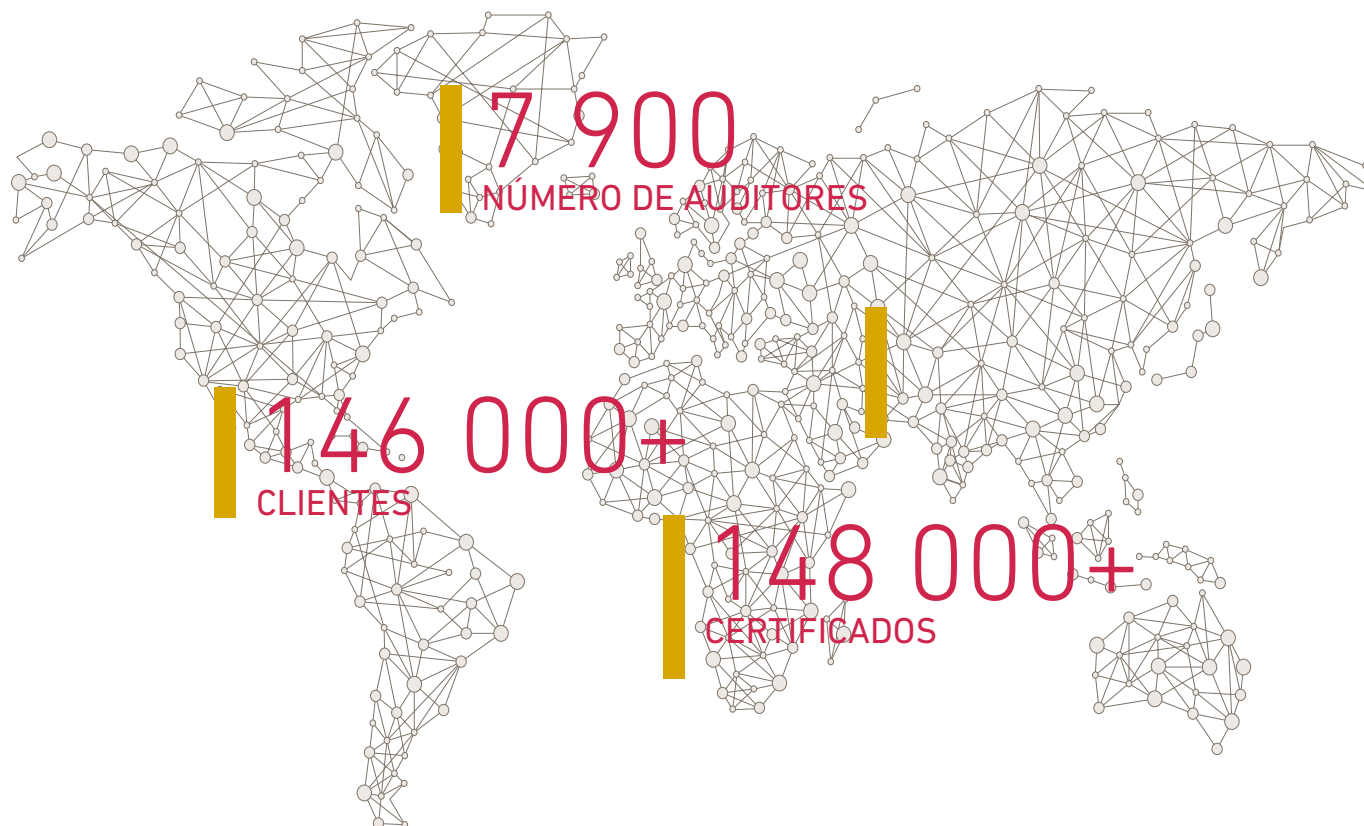 7 900
NÚMERO DE AUDITORES
146 000+
CLIENTES
148 000+
CERTIFICADOS